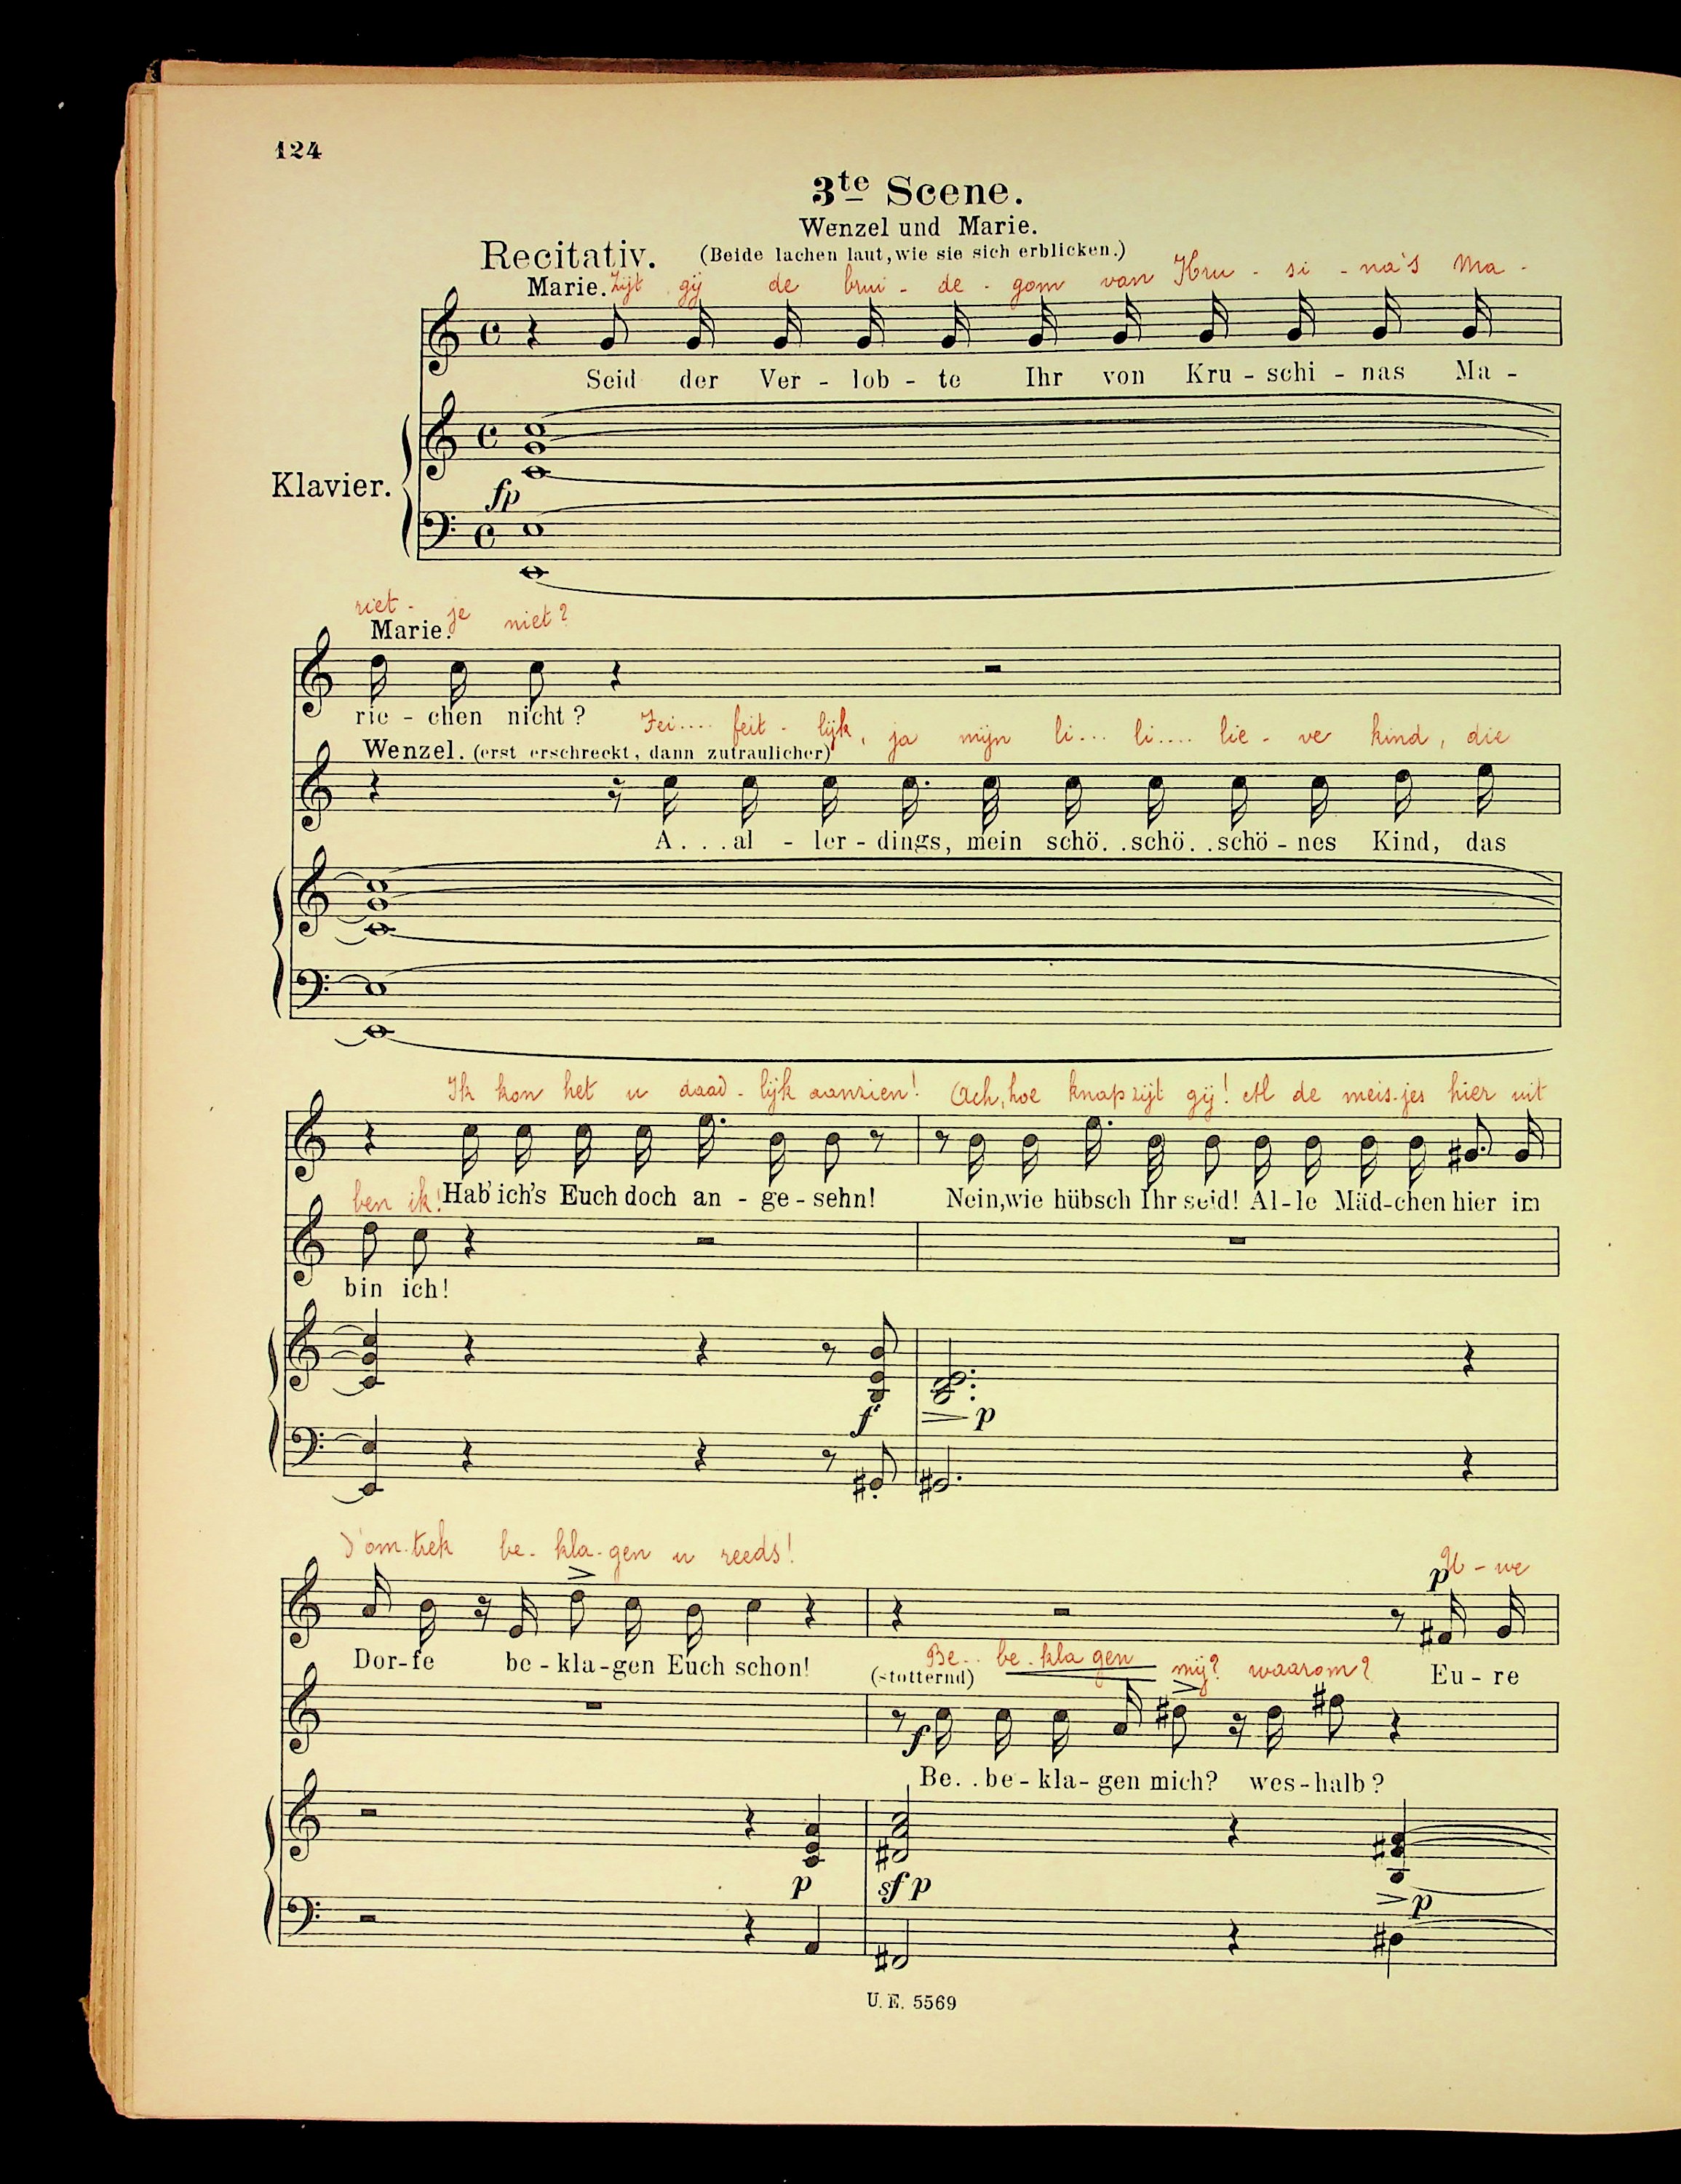 124
3te Scene.
Wenzel und Marie.
Recitativ. (Beide lachen laut, wie sie sich erblicken.)
Marie. Zijt gij de brui - de - gom van Kru - si - na's Ma -
Seid der Ver - lob - te Ihr von Kru - schi - nas Ma -
Klavier.
fp
riet - je niet?
Marie.
rie - chen nicht?
Fei.... feit - lijk, ja mijn li... li.... lie - ve kind, die
Wenzel. (erst erschreckt, dann zutraulicher)
A...al - ler - dings, mein schö..schö..schö - nes Kind, das
Ik kon het u daad - lijk aanzien! Ach, hoe knap zijt gij! Al de meis - jes hier uit
Hab' ich's Euch doch an - ge - sehn! Nein, wie hübsch Ihr seid! Al - le Mäd - chen hier im
ben ik!
bin ich!
f p
d'om - trek be - kla - gen u reeds!
p U - we
Dor - fe be - kla - gen Euch schon! Eu - re
Be.. be - kla gen mij? waarom?
(stotternd)
f
Be..be - kla - gen mich? wes - halb?
p sfp p
U. E. 5569